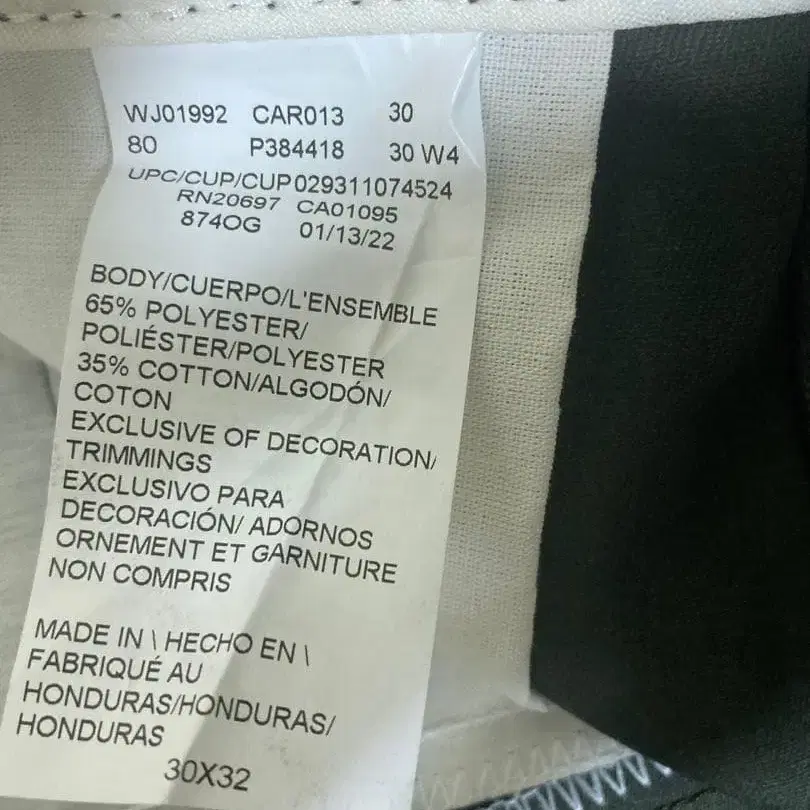 WJ01992 CAR013 30
80 P384418 30 W4
UPC/CUP/CUP 029311074524
RN20697 CA01095
874OG 01/13/22
BODY/CUERPO/L'ENSEMBLE
65% POLYESTER/
POLIÉSTER/POLYESTER
35% COTTON/ALGODÓN/
COTON
EXCLUSIVE OF DECORATION/
TRIMMINGS
EXCLUSIVO PARA
DECORACIÓN/ ADORNOS
ORNEMENT ET GARNITURE
NON COMPRIS
MADE IN \ HECHO EN \
FABRIQUÉ AU
HONDURAS/HONDURAS/
HONDURAS
30X32